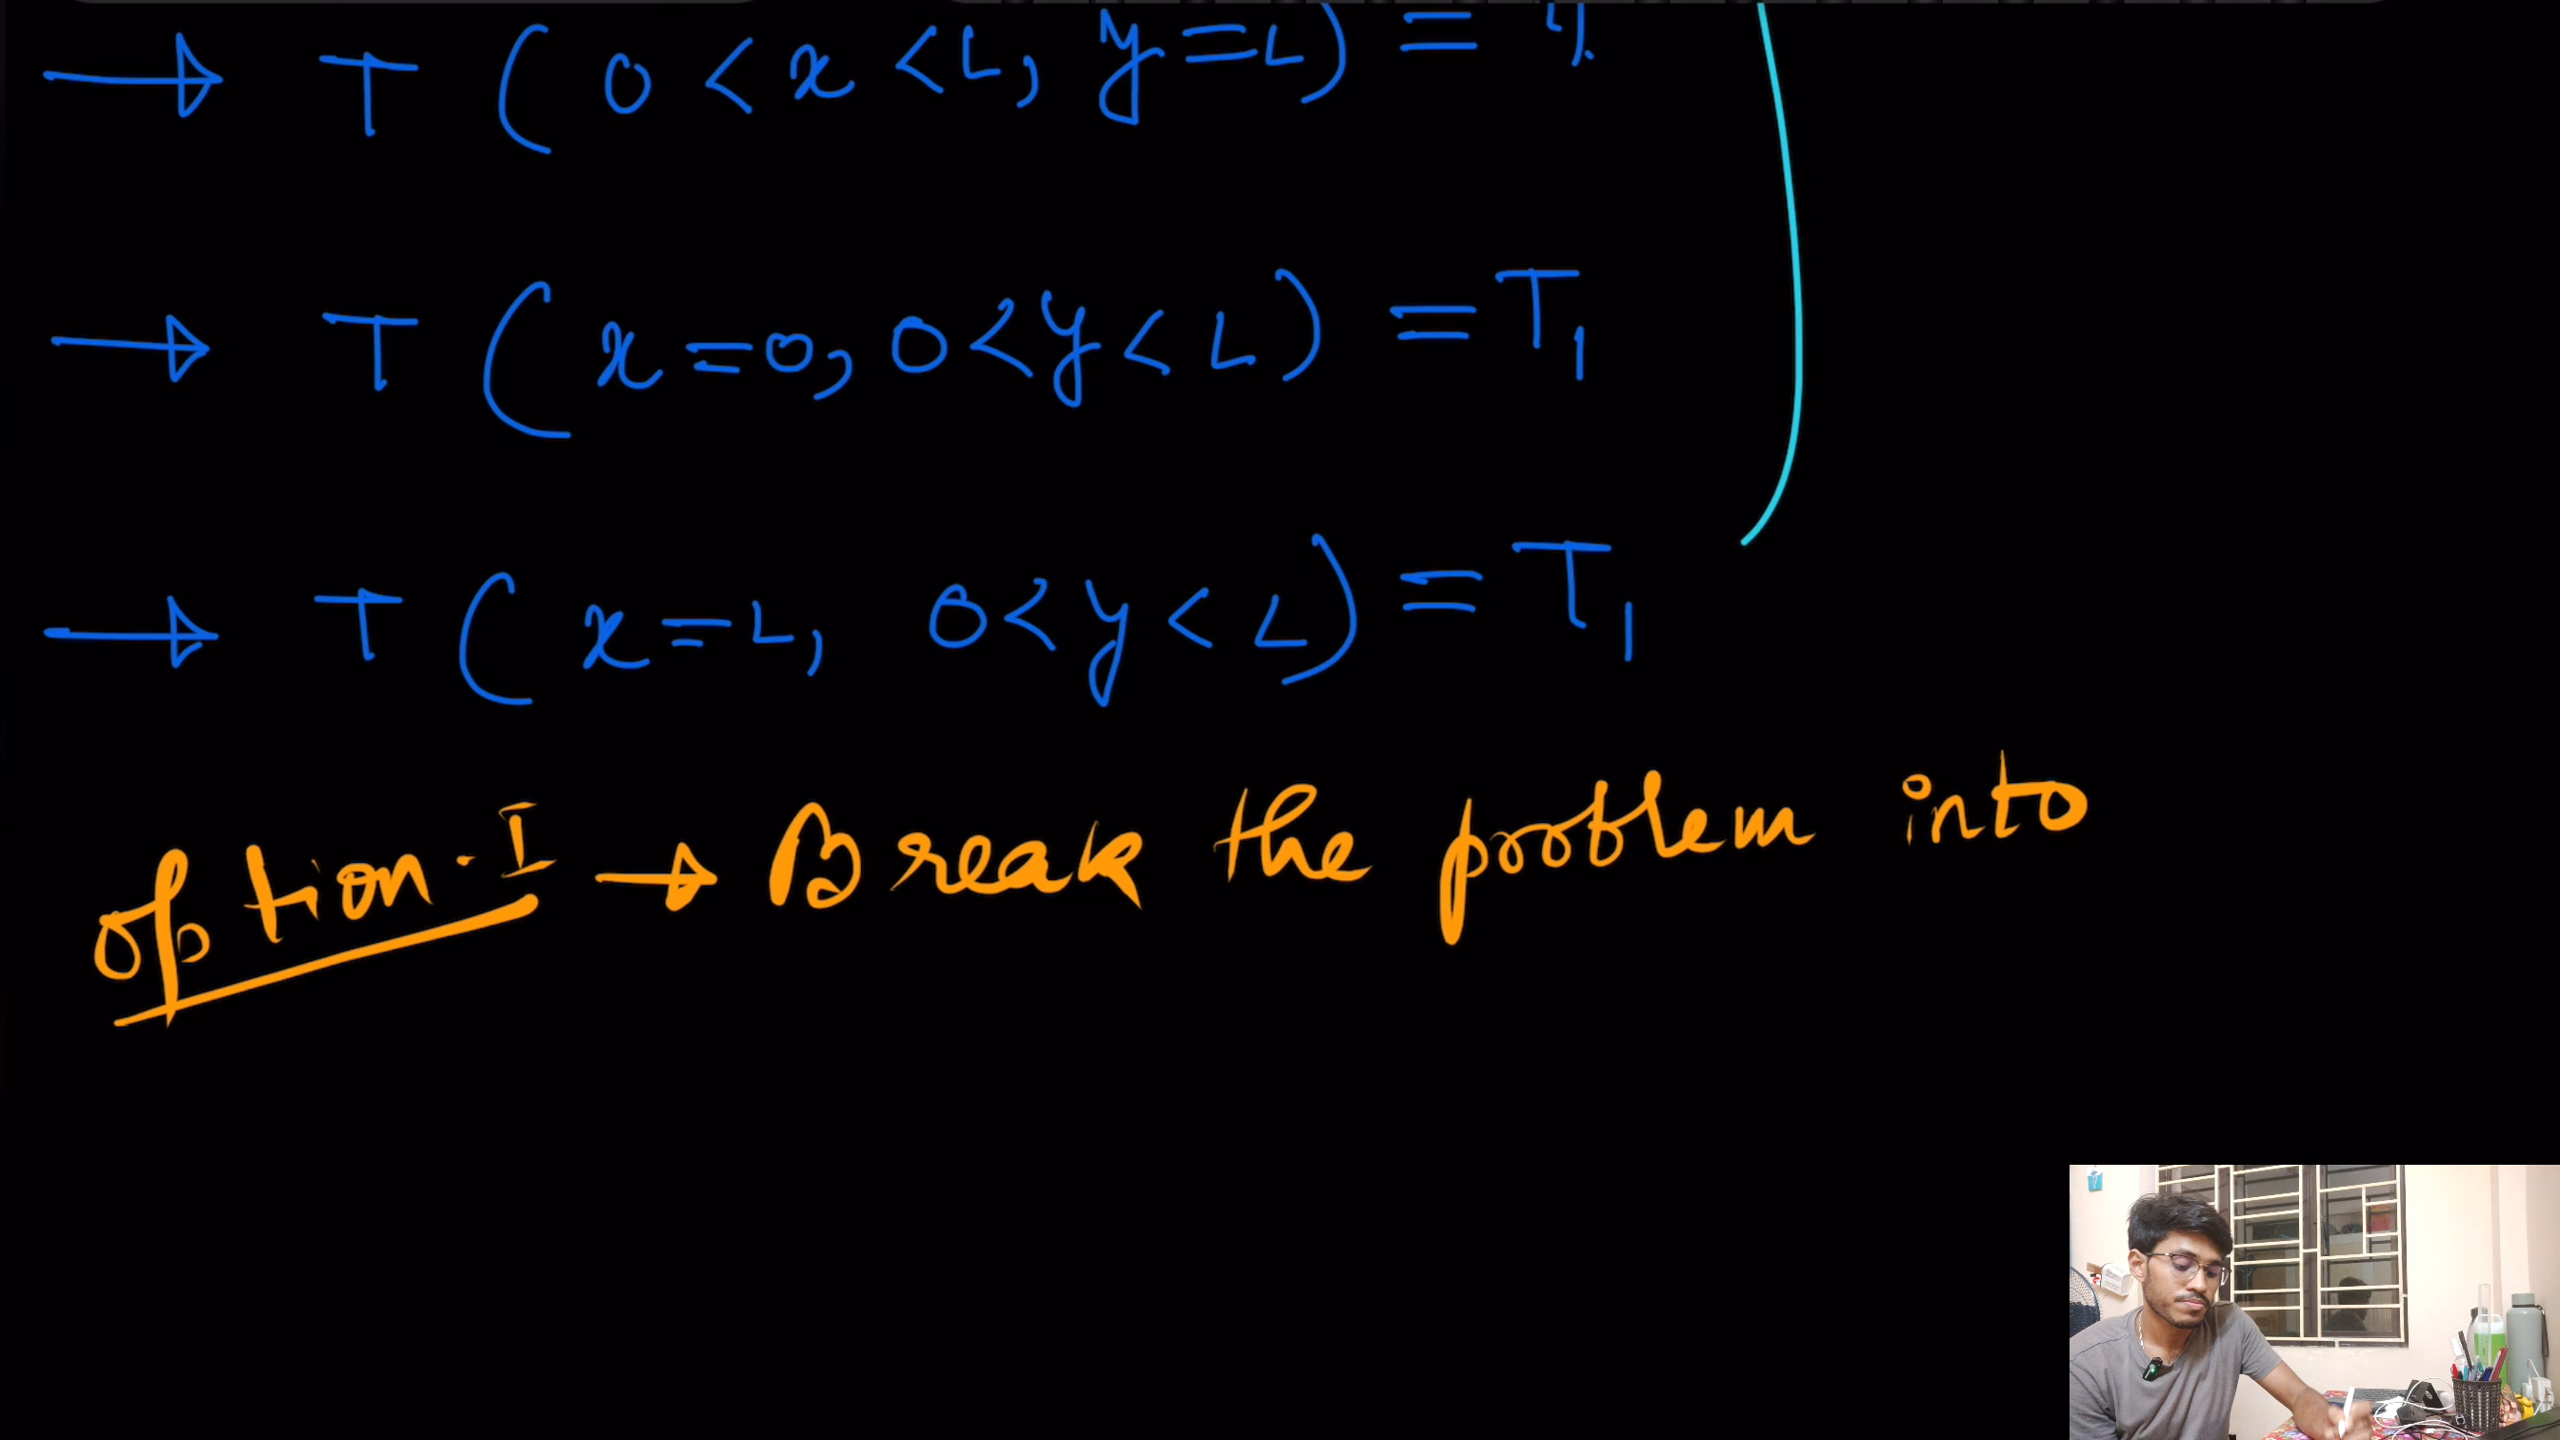 → T ( 0 < x < L, y = L ) =
→ T ( x = 0, 0 < y < L ) = T₁
→ T ( x = L, 0 < y < L ) = T₁
option-I → Break the problem into